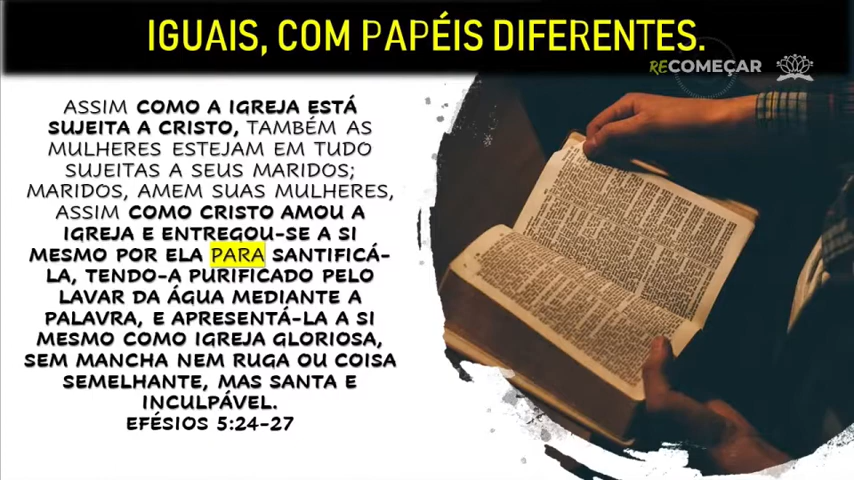 IGUAIS, COM PAPÉIS DIFERENTES.
RECOMEÇAR
ASSIM COMO A IGREJA ESTÁ
SUJEITA A CRISTO, TAMBÉM AS
MULHERES ESTEJAM EM TUDO
SUJEITAS A SEUS MARIDOS;
MARIDOS, AMEM SUAS MULHERES,
ASSIM COMO CRISTO AMOU A
IGREJA E ENTREGOU-SE A SI
MESMO POR ELA PARA SANTIFICÁ-
LA, TENDO-A PURIFICADO PELO
LAVAR DA ÁGUA MEDIANTE A
PALAVRA, E APRESENTÁ-LA A SI
MESMO COMO IGREJA GLORIOSA,
SEM MANCHA NEM RUGA OU COISA
SEMELHANTE, MAS SANTA E
INCULPÁVEL.
EFÉSIOS 5:24-27